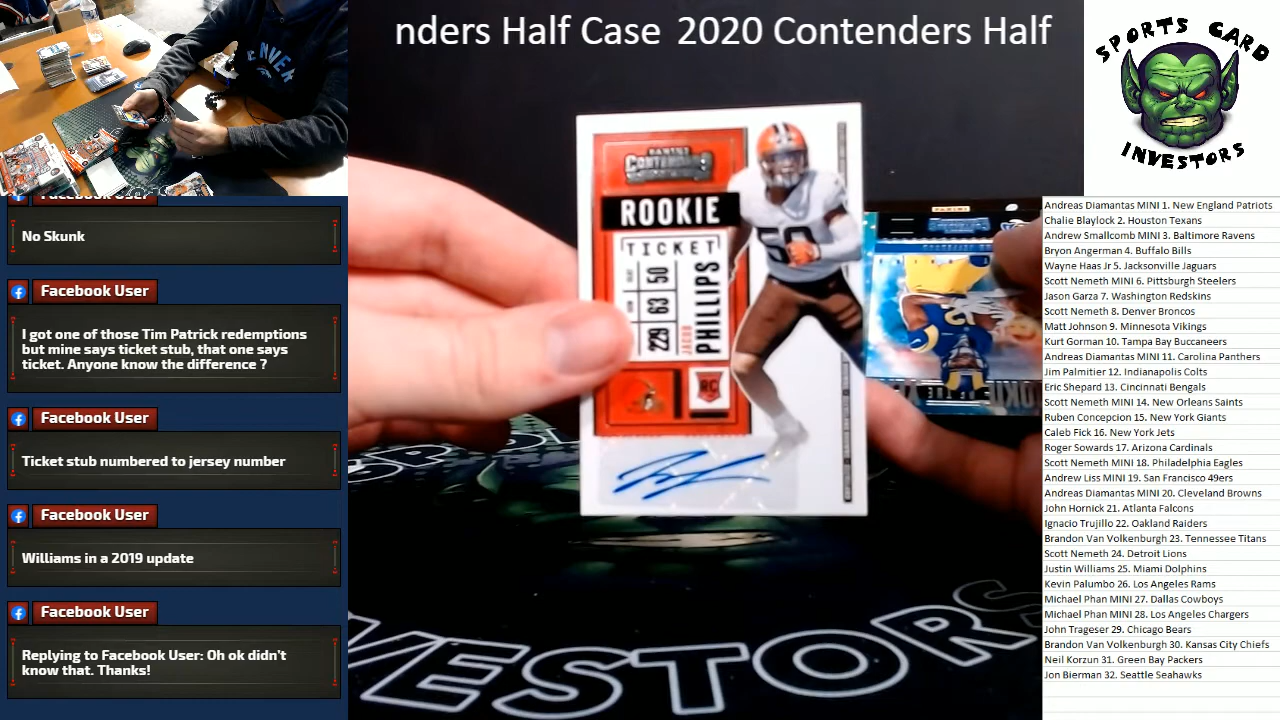 nders Half Case 2020 Contenders Half
SPORTS CARD
INVESTORS
Facebook User
No Skunk
Facebook User
I got one of those Tim Patrick redemptions
but mine says ticket stub, that one says
ticket. Anyone know the difference ?
Facebook User
Ticket stub numbered to jersey number
Facebook User
Williams in a 2019 update
Facebook User
Replying to Facebook User: Oh ok didn't
know that. Thanks!
PANINI
CONTENDERS
ROOKIE
TICKET
50
63
229
JACOB
PHILLIPS
RC
50
VESTORS
Andreas Diamantas MINI 1. New England Patriots
Chalie Blaylock 2. Houston Texans
Andrew Smallcomb MINI 3. Baltimore Ravens
Bryon Angerman 4. Buffalo Bills
Wayne Haas Jr 5. Jacksonville Jaguars
Scott Nemeth MINI 6. Pittsburgh Steelers
Jason Garza 7. Washington Redskins
Scott Nemeth 8. Denver Broncos
Matt Johnson 9. Minnesota Vikings
Kurt Gorman 10. Tampa Bay Buccaneers
Andreas Diamantas MINI 11. Carolina Panthers
Jim Palmitier 12. Indianapolis Colts
Eric Shepard 13. Cincinnati Bengals
Scott Nemeth MINI 14. New Orleans Saints
Ruben Concepcion 15. New York Giants
Caleb Fick 16. New York Jets
Roger Sowards 17. Arizona Cardinals
Scott Nemeth MINI 18. Philadelphia Eagles
Andrew Liss MINI 19. San Francisco 49ers
Andreas Diamantas MINI 20. Cleveland Browns
John Hornick 21. Atlanta Falcons
Ignacio Trujillo 22. Oakland Raiders
Brandon Van Volkenburgh 23. Tennessee Titans
Scott Nemeth 24. Detroit Lions
Justin Williams 25. Miami Dolphins
Kevin Palumbo 26. Los Angeles Rams
Michael Phan MINI 27. Dallas Cowboys
Michael Phan MINI 28. Los Angeles Chargers
John Trageser 29. Chicago Bears
Brandon Van Volkenburgh 30. Kansas City Chiefs
Neil Korzun 31. Green Bay Packers
Jon Bierman 32. Seattle Seahawks